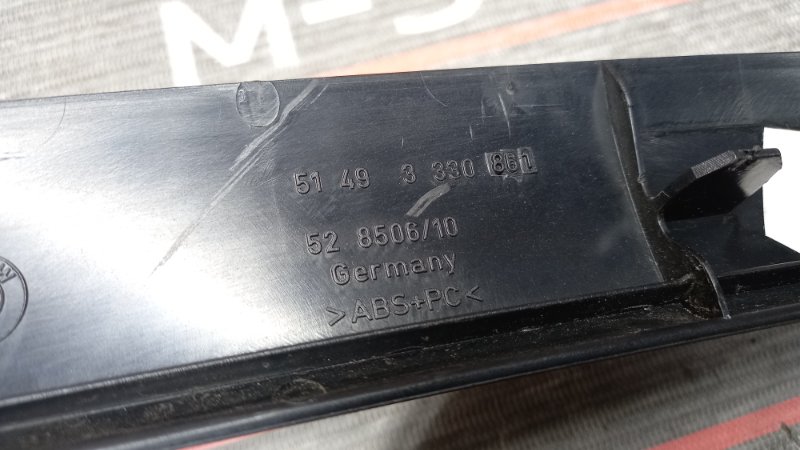 M-S
51 49 3 330 861
52 8506/10
Germany
>ABS+PC<